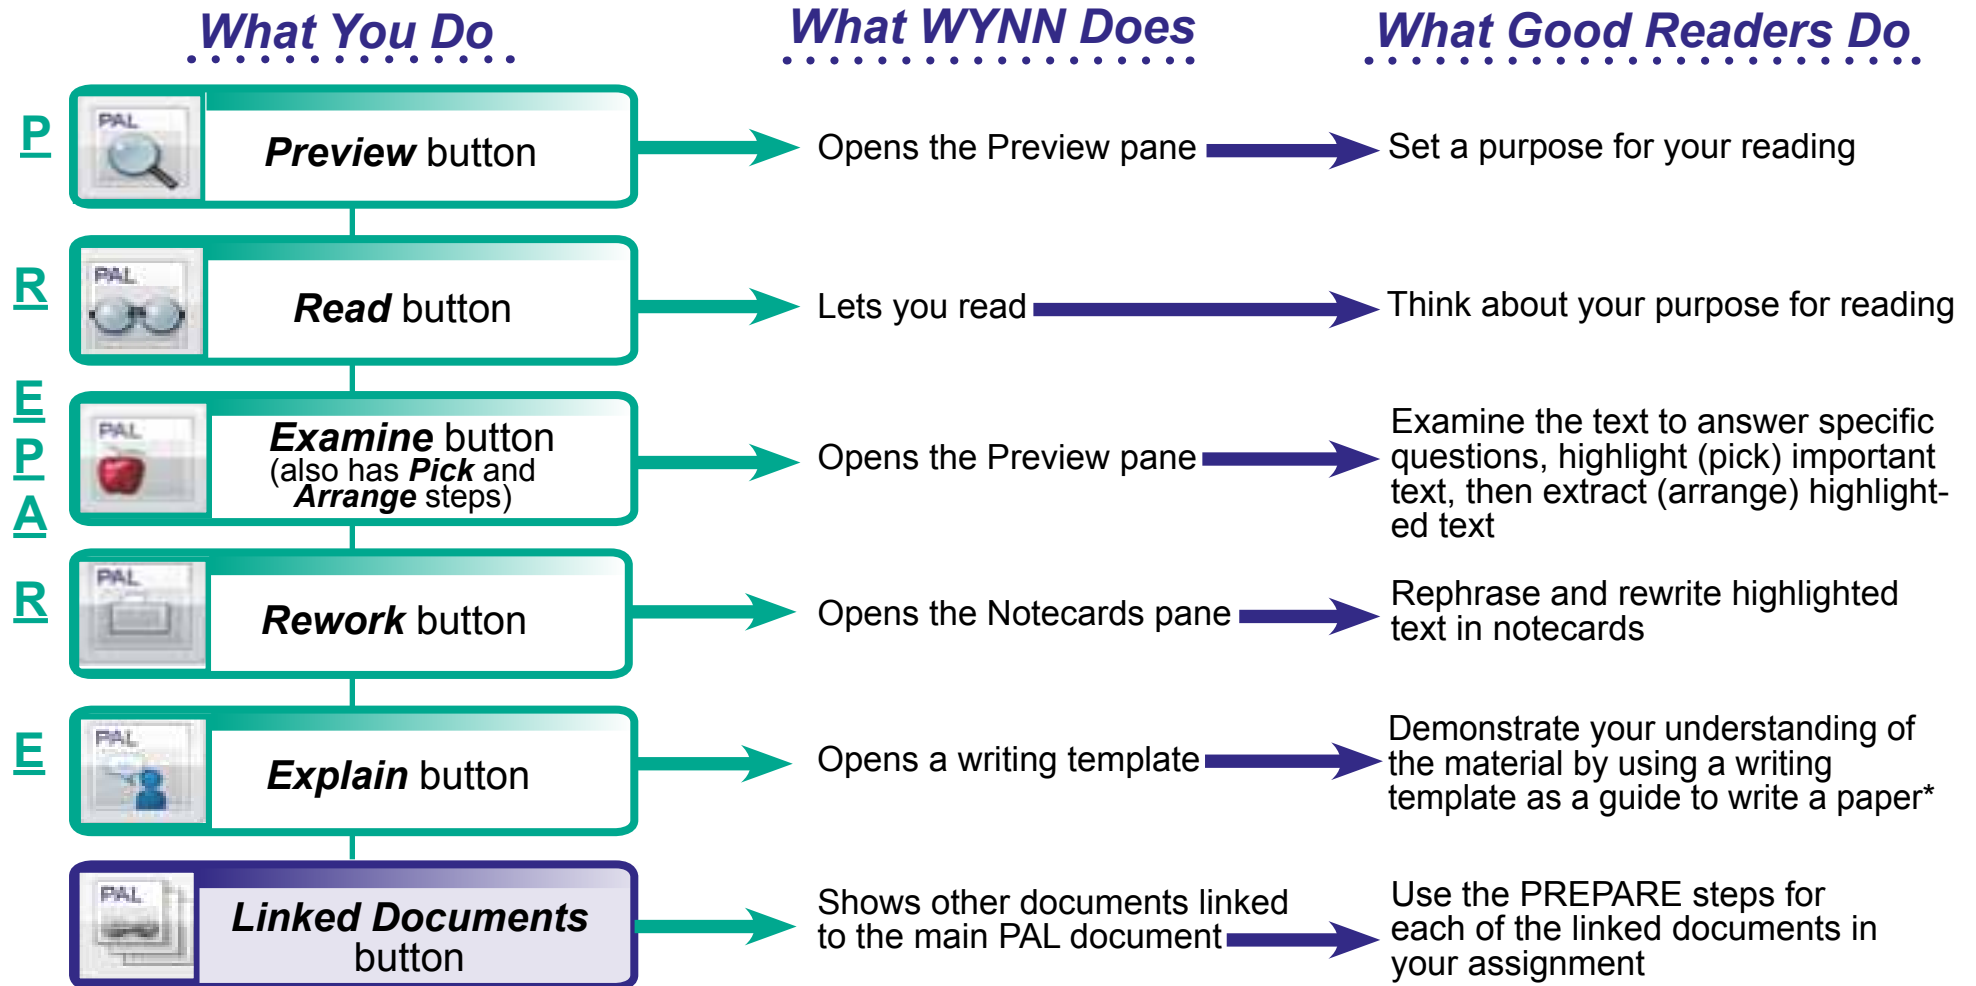 What You Do
What WYNN Does
What Good Readers Do
P
PAL
Preview button
Opens the Preview pane
Set a purpose for your reading
R
PAL
Read button
Lets you read
Think about your purpose for reading
E
P
A
PAL
Examine button
(also has Pick and
Arrange steps)
Opens the Preview pane
Examine the text to answer specific
questions, highlight (pick) important
text, then extract (arrange) highlight-
ed text
R
PAL
Rework button
Opens the Notecards pane
Rephrase and rewrite highlighted
text in notecards
E
PAL
Explain button
Opens a writing template
Demonstrate your understanding of
the material by using a writing
template as a guide to write a paper*
PAL
Linked Documents
button
Shows other documents linked
to the main PAL document
Use the PREPARE steps for
each of the linked documents in
your assignment